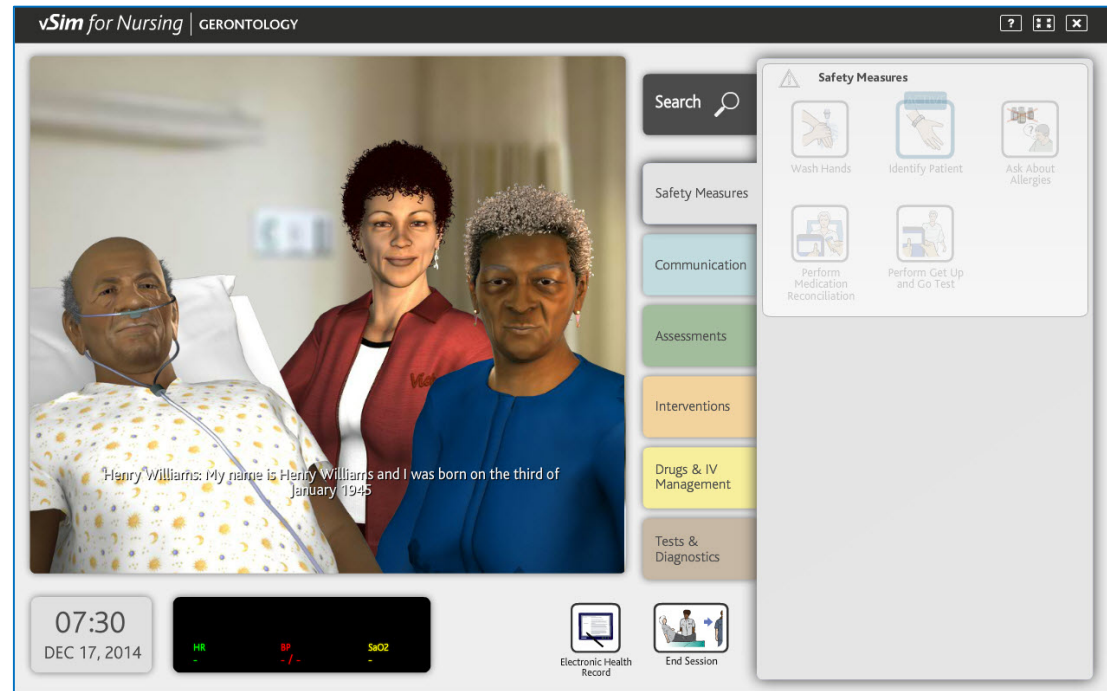 vSim for Nursing | GERONTOLOGY
?
Search
Safety Measures
Communication
Assessments
Interventions
Drugs & IV
Management
Tests &
Diagnostics
Safety Measures
Wash Hands
Identify Patient
Ask About
Allergies
Perform
Medication
Reconciliation
Perform Get Up
and Go Test
Henry Williams: My name is Henry Williams and I was born on the third of
January 1945
07:30
DEC 17, 2014
HR
-
BP
- / -
SaO2
-
Electronic Health
Record
End Session